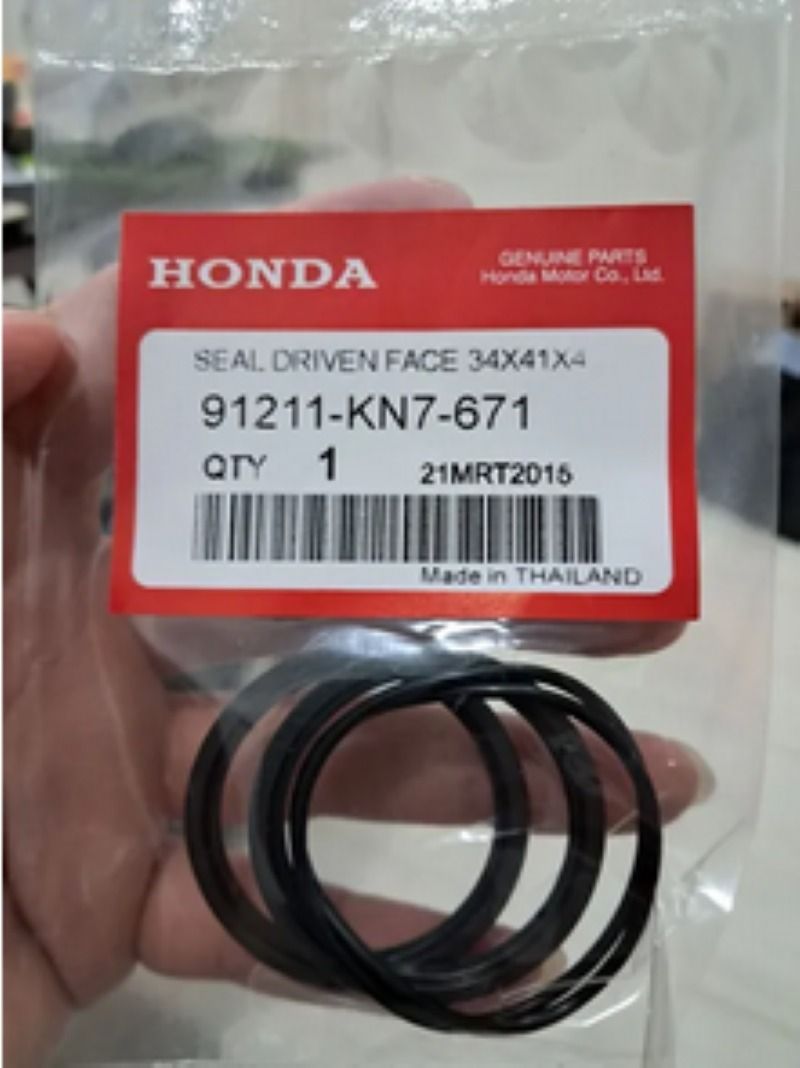 HONDA
GENUINE PARTS
Honda Motor Co., Ltd.
SEAL DRIVEN FACE 34X41X4
91211-KN7-671
QTY 1 21MRT2015
Made in THAILAND